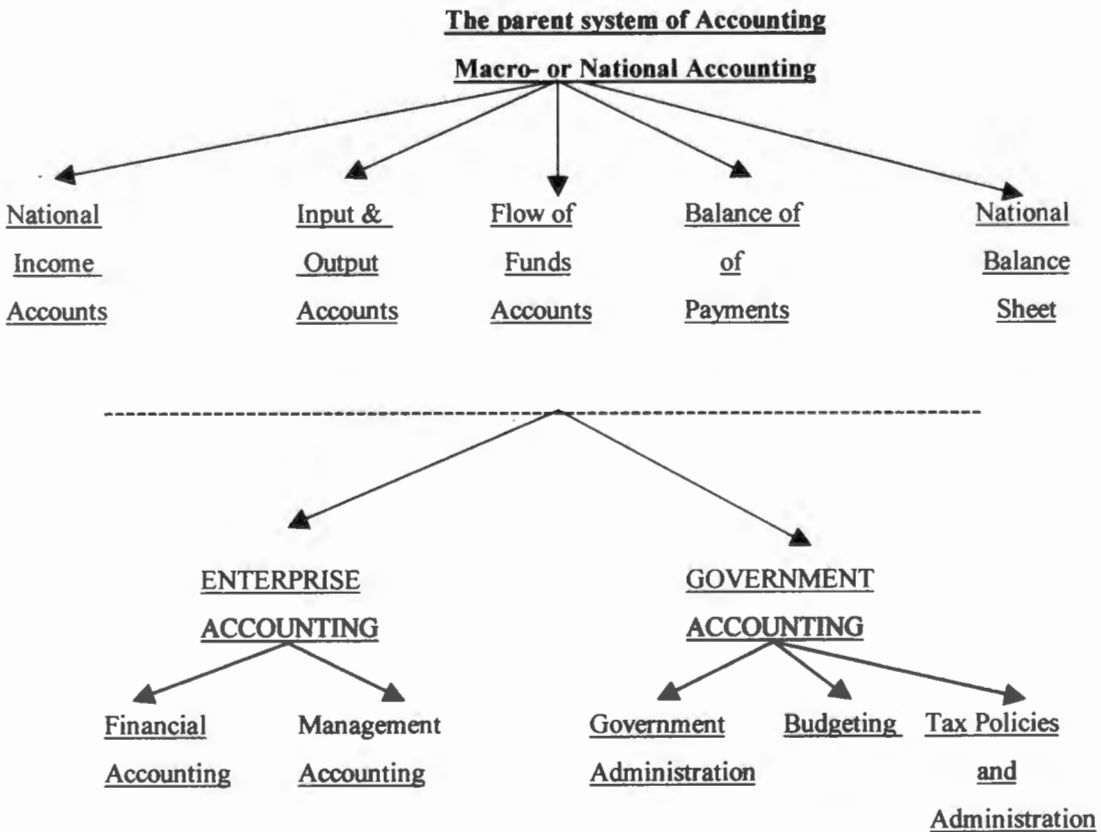 The parent system of Accounting
Macro- or National Accounting
National
Income
Accounts
Input &
Output
Accounts
Flow of
Funds
Accounts
Balance of
of
Payments
National
Balance
Sheet
ENTERPRISE
ACCOUNTING
GOVERNMENT
ACCOUNTING
Financial
Accounting
Management
Accounting
Government
Administration
Budgeting
Tax Policies
and
Administration